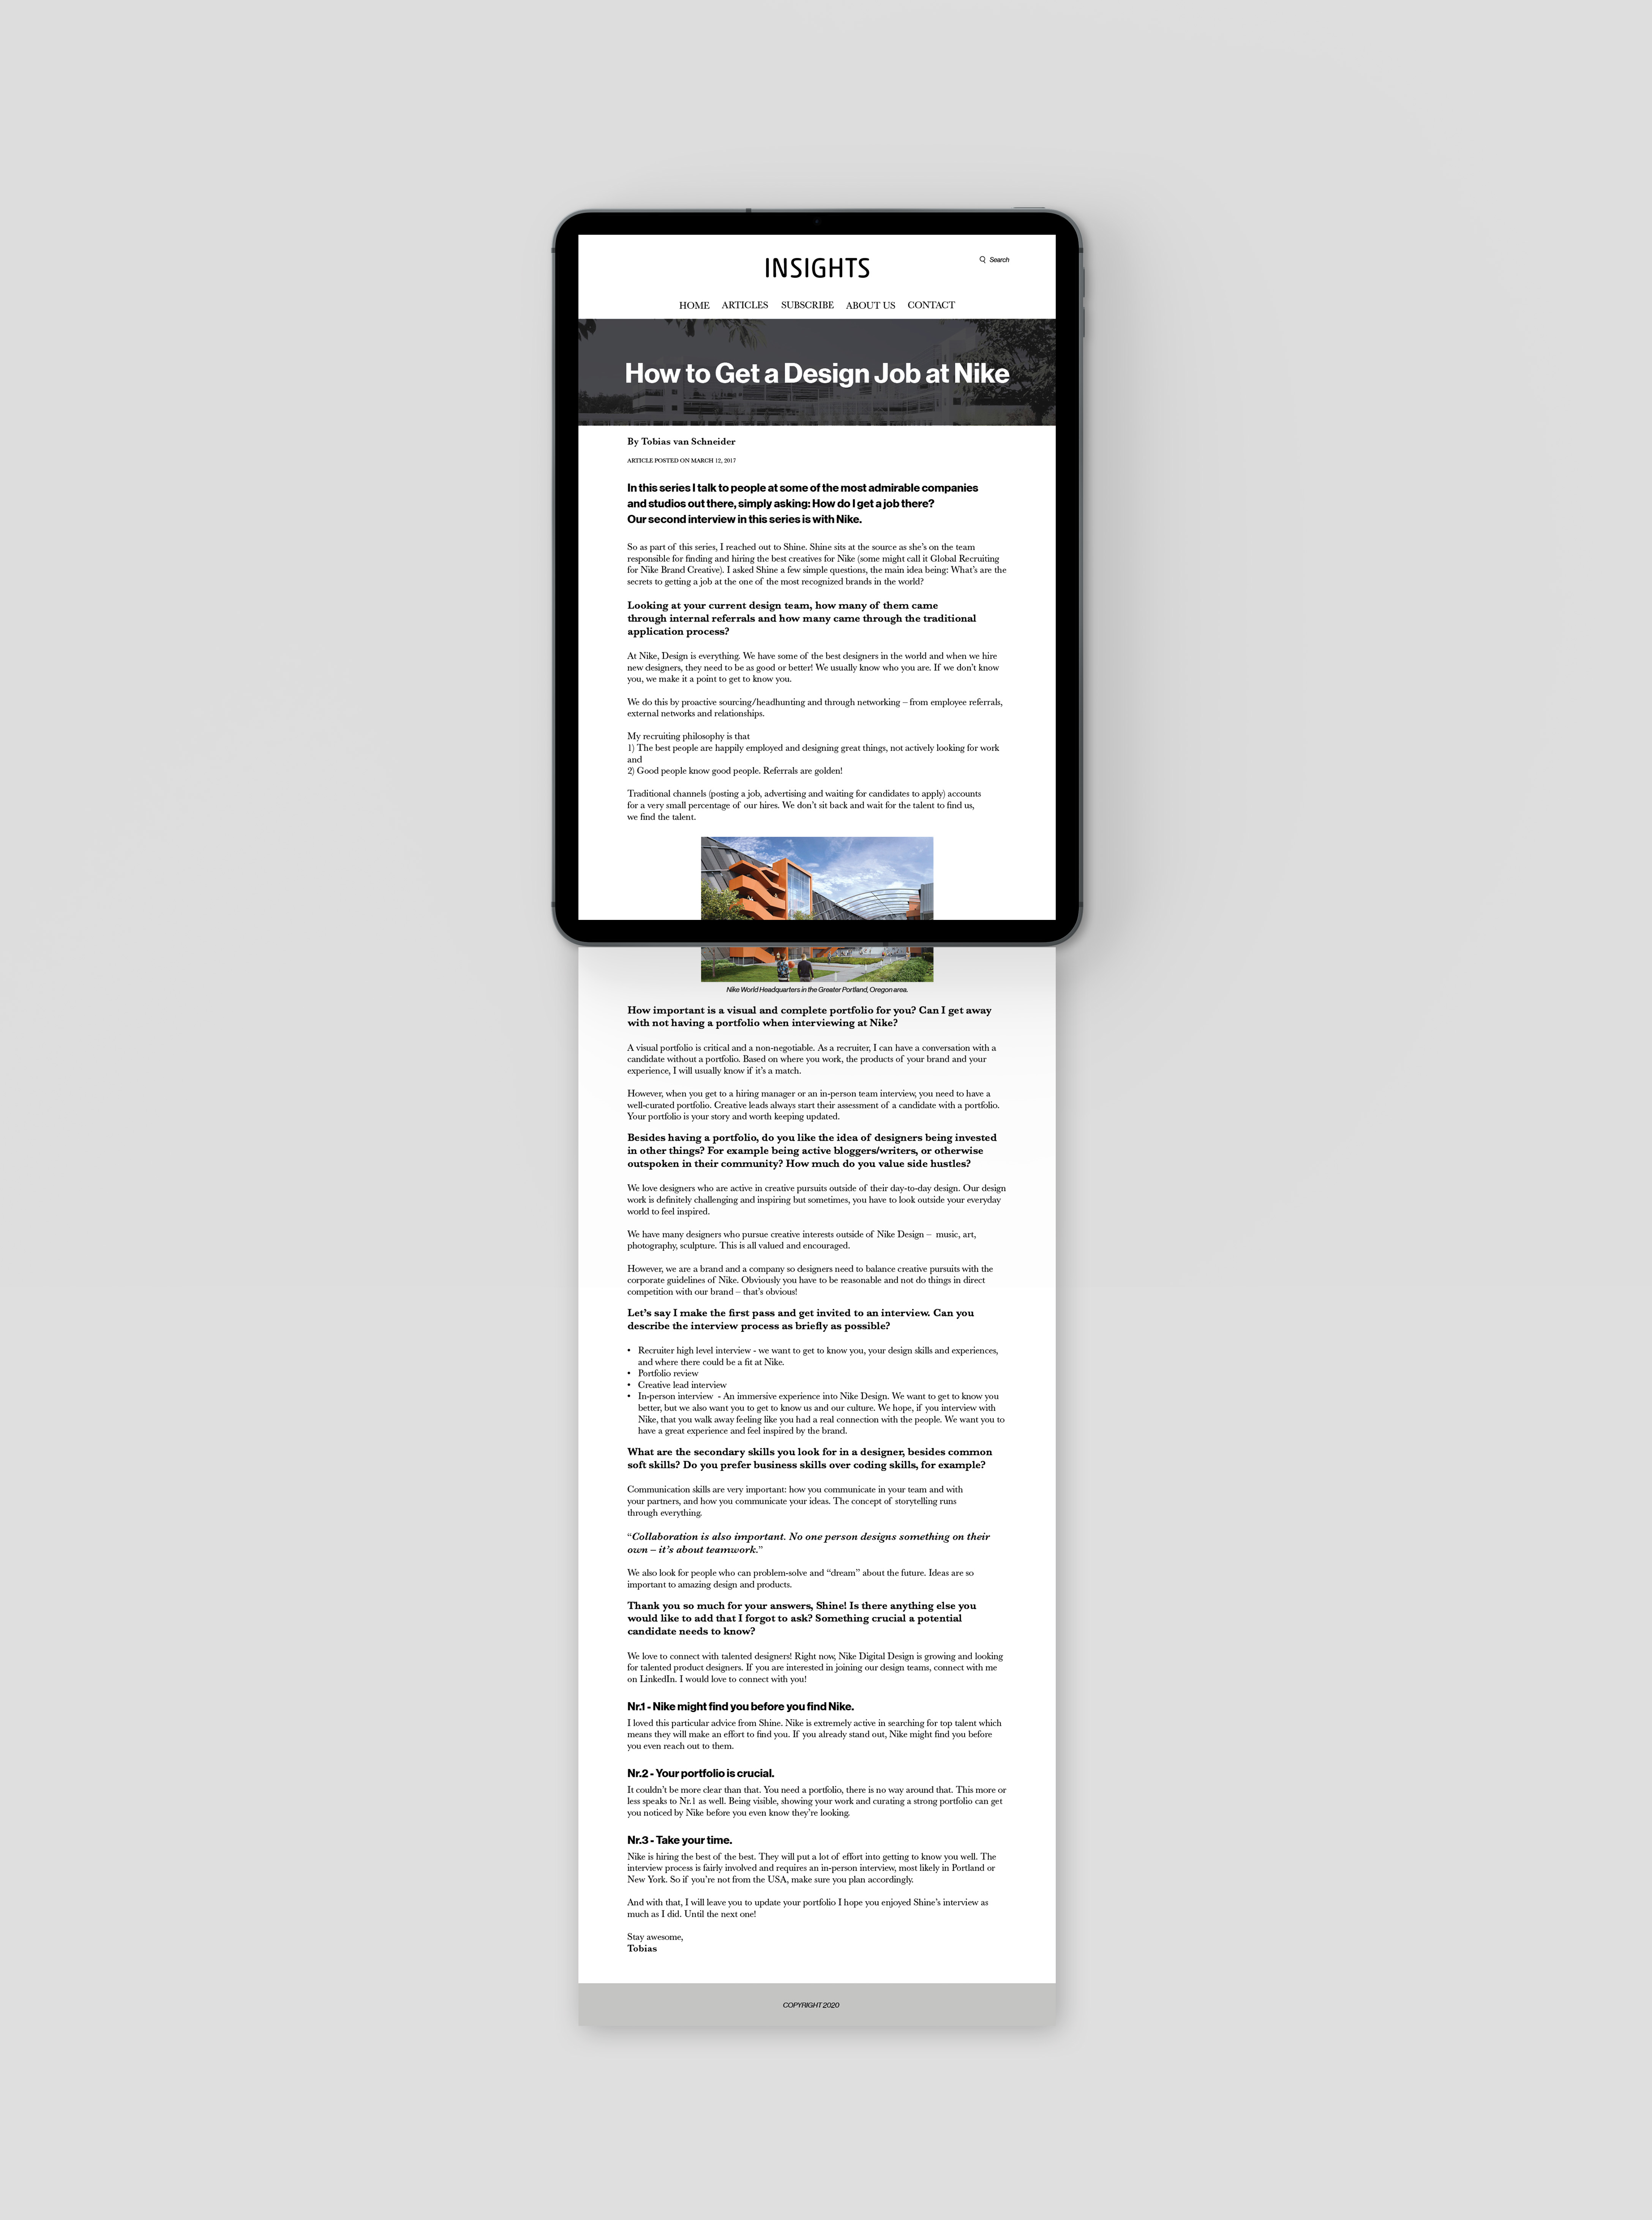 INSIGHTS
Search
HOME ARTICLES SUBSCRIBE ABOUT US CONTACT
How to Get a Design Job at Nike
By Tobias van Schneider
ARTICLE POSTED ON MARCH 12, 2017
In this series I talk to people at some of the most admirable companies
and studios out there, simply asking: How do I get a job there?
Our second interview in this series is with Nike.
So as part of this series, I reached out to Shine. Shine sits at the source as she's on the team
responsible for finding and hiring the best creatives for Nike (some might call it Global Recruiting
for Nike Brand Creative). I asked Shine a few simple questions, the main idea being: What's are the
secrets to getting a job at the one of the most recognized brands in the world?
Looking at your current design team, how many of them came
through internal referrals and how many came through the traditional
application process?
At Nike, Design is everything. We have some of the best designers in the world and when we hire
new designers, they need to be as good or better! We usually know who you are. If we don't know
you, we make it a point to get to know you.
We do this by proactive sourcing/headhunting and through networking – from employee referrals,
external networks and relationships.
My recruiting philosophy is that
1) The best people are happily employed and designing great things, not actively looking for work
and
2) Good people know good people. Referrals are golden!
Traditional channels (posting a job, advertising and waiting for candidates to apply) accounts
for a very small percentage of our hires. We don't sit back and wait for the talent to find us,
we find the talent.
Nike World Headquarters in the Greater Portland, Oregon area.
How important is a visual and complete portfolio for you? Can I get away
with not having a portfolio when interviewing at Nike?
A visual portfolio is critical and a non-negotiable. As a recruiter, I can have a conversation with a
candidate without a portfolio. Based on where you work, the products of your brand and your
experience, I will usually know if it's a match.
However, when you get to a hiring manager or an in-person team interview, you need to have a
well-curated portfolio. Creative leads always start their assessment of a candidate with a portfolio.
Your portfolio is your story and worth keeping updated.
Besides having a portfolio, do you like the idea of designers being invested
in other things? For example being active bloggers/writers, or otherwise
outspoken in their community? How much do you value side hustles?
We love designers who are active in creative pursuits outside of their day-to-day design. Our design
work is definitely challenging and inspiring but sometimes, you have to look outside your everyday
world to feel inspired.
We have many designers who pursue creative interests outside of Nike Design – music, art,
photography, sculpture. This is all valued and encouraged.
However, we are a brand and a company so designers need to balance creative pursuits with the
corporate guidelines of Nike. Obviously you have to be reasonable and not do things in direct
competition with our brand – that's obvious!
Let's say I make the first pass and get invited to an interview. Can you
describe the interview process as briefly as possible?
• Recruiter high level interview - we want to get to know you, your design skills and experiences,
and where there could be a fit at Nike.
• Portfolio review
• Creative lead interview
• In-person interview - An immersive experience into Nike Design. We want to get to know you
better, but we also want you to get to know us and our culture. We hope, if you interview with
Nike, that you walk away feeling like you had a real connection with the people. We want you to
have a great experience and feel inspired by the brand.
What are the secondary skills you look for in a designer, besides common
soft skills? Do you prefer business skills over coding skills, for example?
Communication skills are very important: how you communicate in your team and with
your partners, and how you communicate your ideas. The concept of storytelling runs
through everything.
“Collaboration is also important. No one person designs something on their
own – it's about teamwork.”
We also look for people who can problem-solve and “dream” about the future. Ideas are so
important to amazing design and products.
Thank you so much for your answers, Shine! Is there anything else you
would like to add that I forgot to ask? Something crucial a potential
candidate needs to know?
We love to connect with talented designers! Right now, Nike Digital Design is growing and looking
for talented product designers. If you are interested in joining our design teams, connect with me
on LinkedIn. I would love to connect with you!
Nr.1 - Nike might find you before you find Nike.
I loved this particular advice from Shine. Nike is extremely active in searching for top talent which
means they will make an effort to find you. If you already stand out, Nike might find you before
you even reach out to them.
Nr.2 - Your portfolio is crucial.
It couldn't be more clear than that. You need a portfolio, there is no way around that. This more or
less speaks to Nr.1 as well. Being visible, showing your work and curating a strong portfolio can get
you noticed by Nike before you even know they're looking.
Nr.3 - Take your time.
Nike is hiring the best of the best. They will put a lot of effort into getting to know you well. The
interview process is fairly involved and requires an in-person interview, most likely in Portland or
New York. So if you're not from the USA, make sure you plan accordingly.
And with that, I will leave you to update your portfolio I hope you enjoyed Shine's interview as
much as I did. Until the next one!
Stay awesome,
Tobias
COPYRIGHT 2020